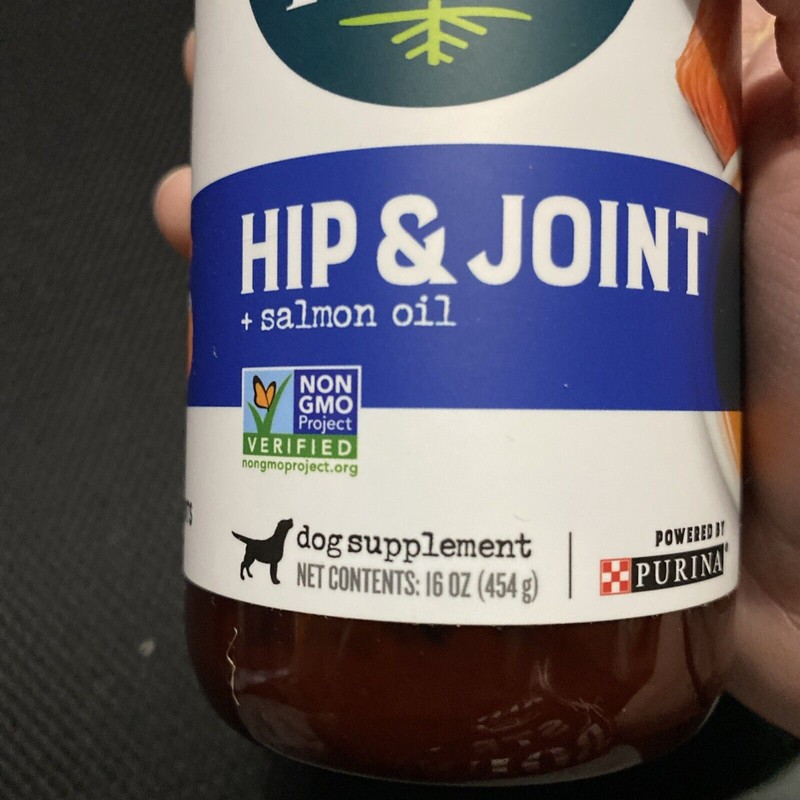 HIP & JOINT
+ salmon oil
NON
GMO
Project
VERIFIED
nongmoproject.org
dog supplement
NET CONTENTS: 16 OZ (454 g)
POWERED BY
PURINA®